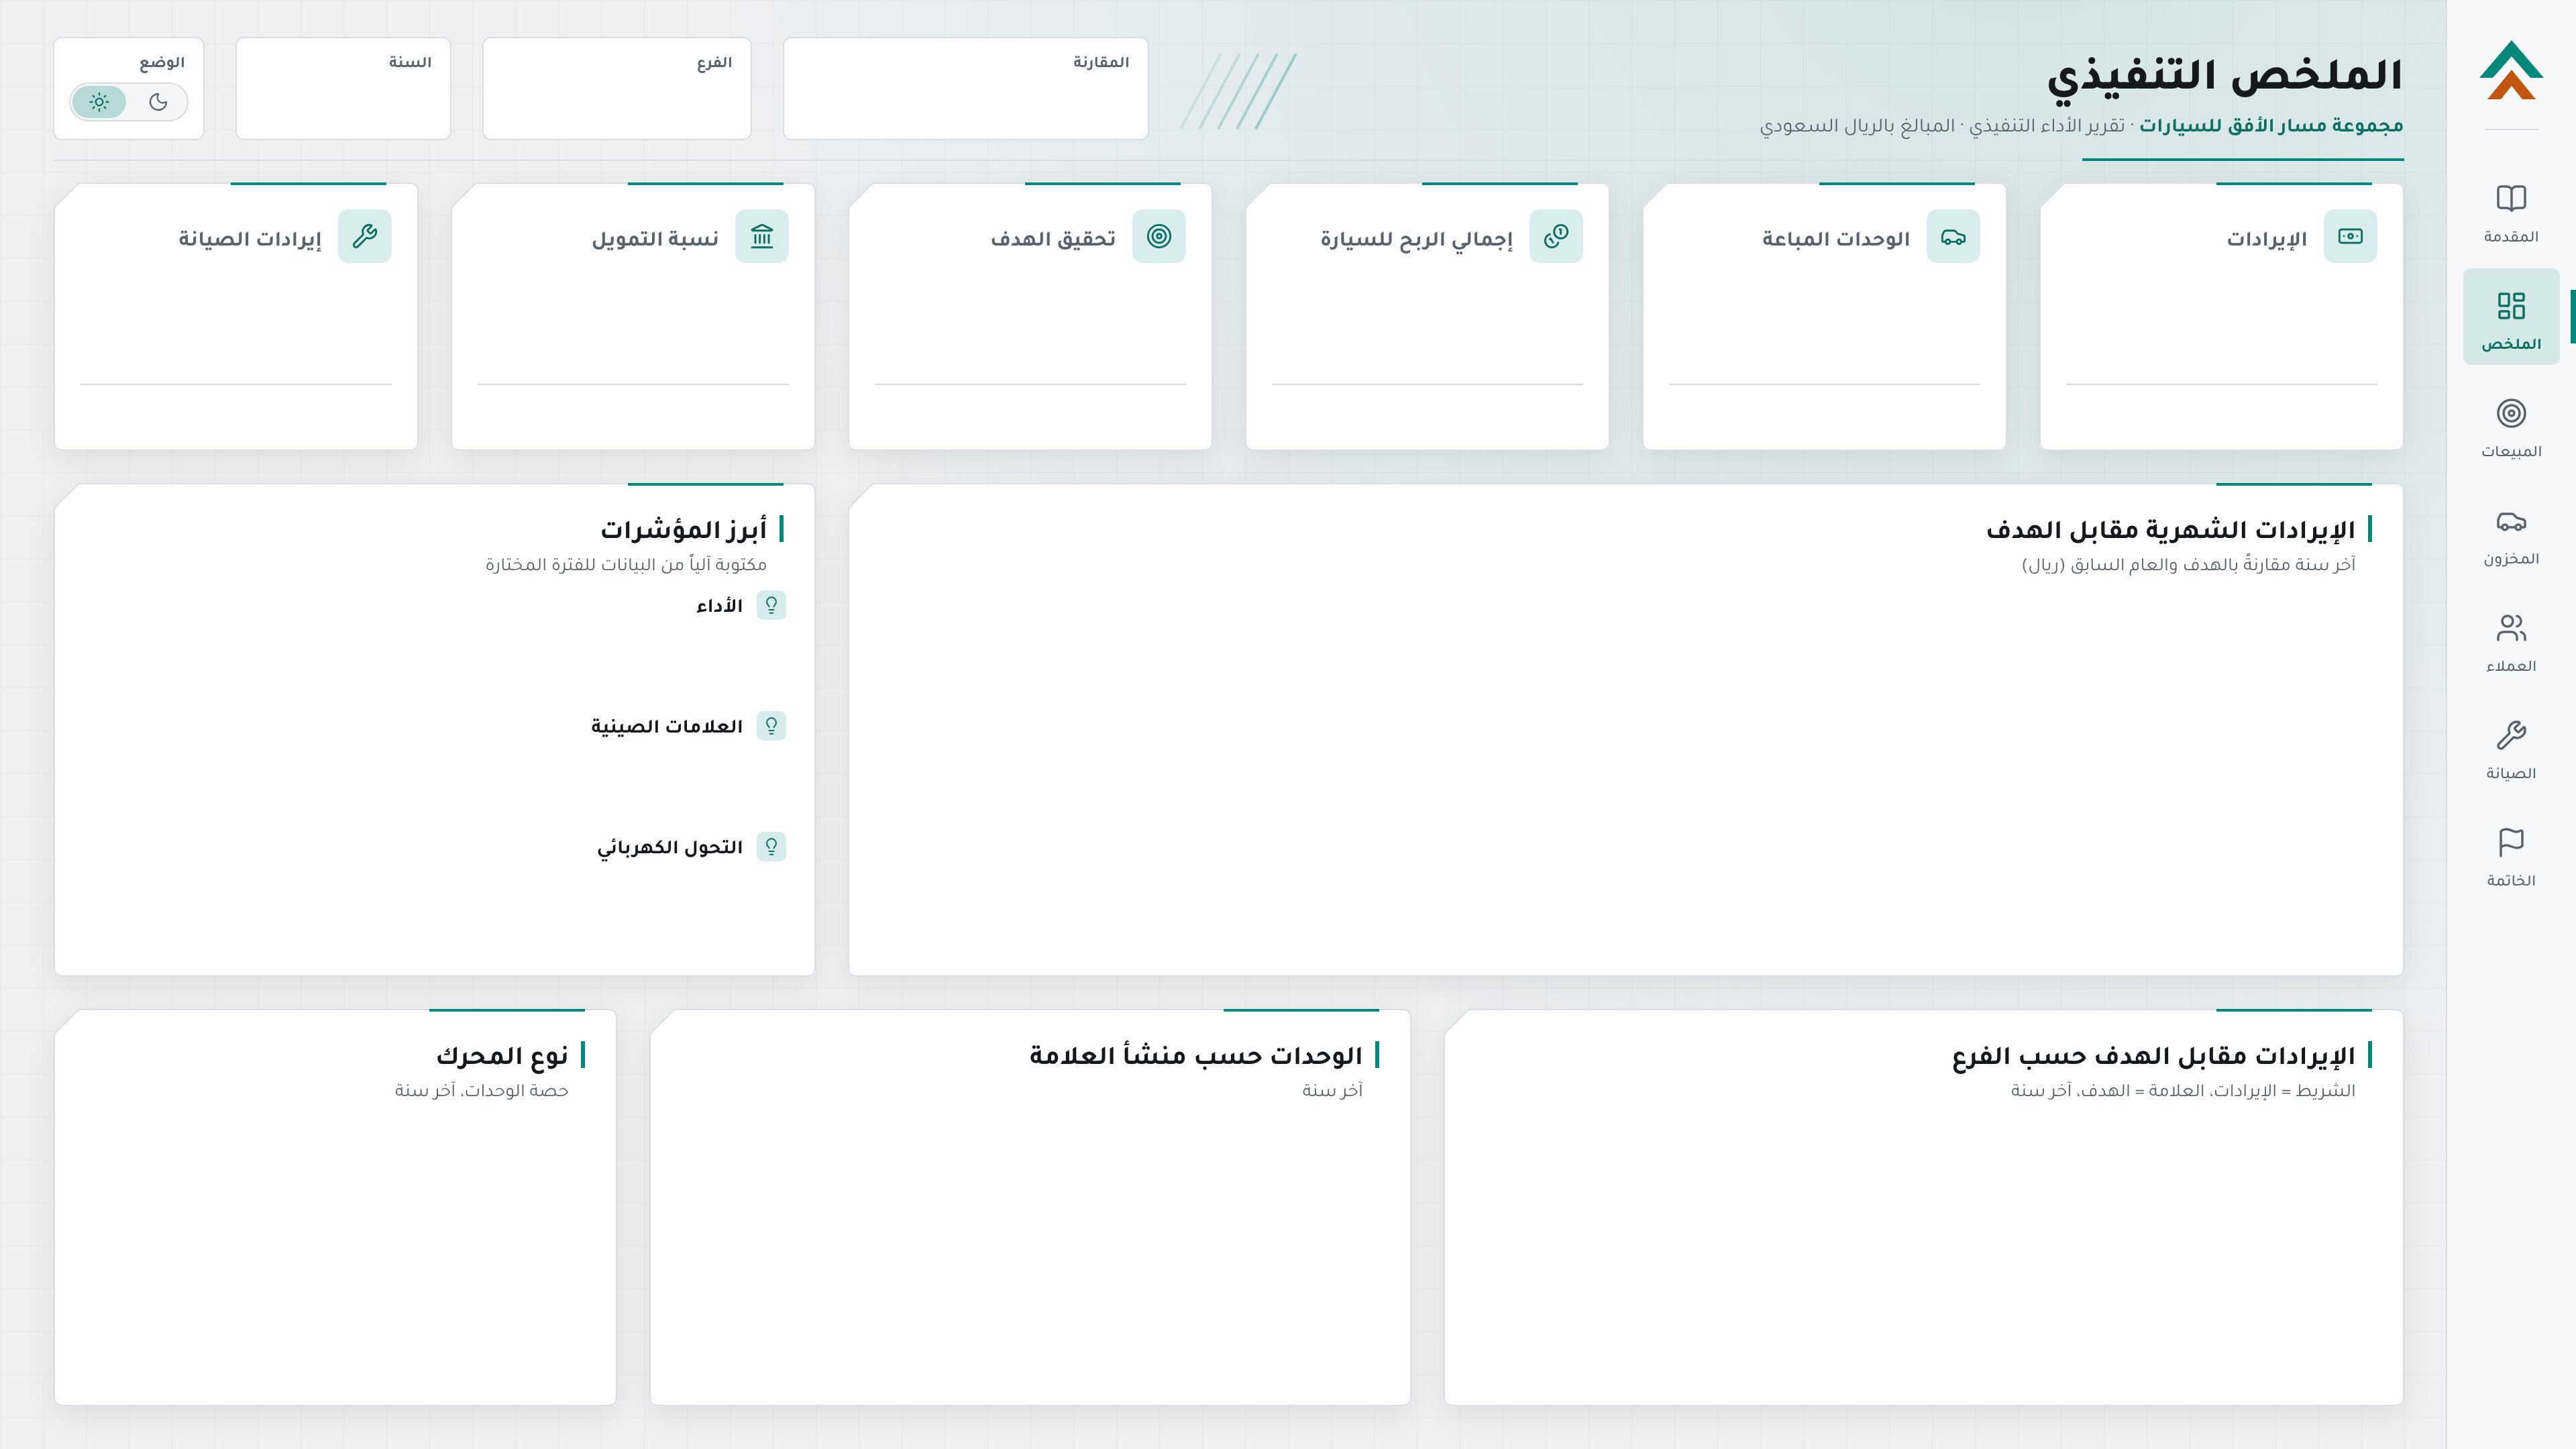 الملخص التنفيذي
مجموعة مسار الأفق للسيارات · تقرير الأداء التنفيذي · المبالغ بالريال السعودي
المقارنة
الفرع
السنة
الوضع
المقدمة
الملخص
المبيعات
المخزون
العملاء
الصيانة
الخاتمة
الإيرادات
الوحدات المباعة
إجمالي الربح للسيارة
تحقيق الهدف
نسبة التمويل
إيرادات الصيانة
الإيرادات الشهرية مقابل الهدف
آخر سنة مقارنةً بالهدف والعام السابق (ريال)
أبرز المؤشرات
مكتوبة آلياً من البيانات للفترة المختارة
الأداء
العلامات الصينية
التحول الكهربائي
الإيرادات مقابل الهدف حسب الفرع
الشريط = الإيرادات، العلامة = الهدف، آخر سنة
الوحدات حسب منشأ العلامة
آخر سنة
نوع المحرك
حصة الوحدات، آخر سنة